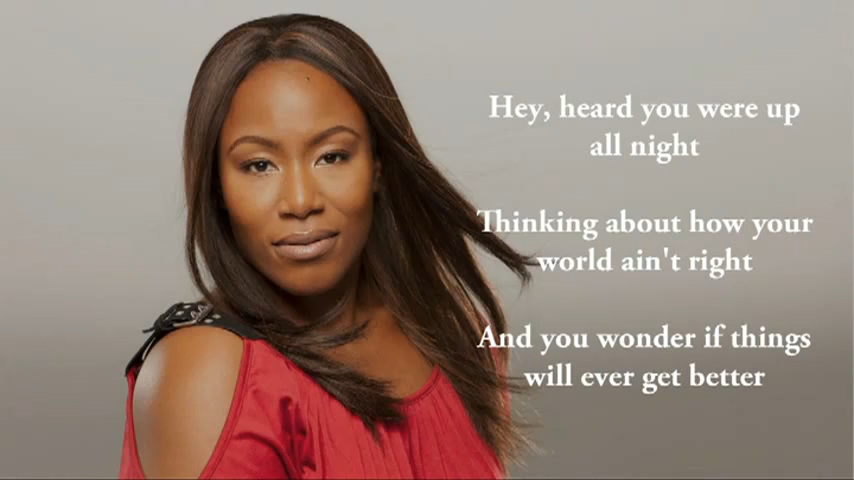 Hey, heard you were up
all night
Thinking about how your
world ain't right
And you wonder if things
will ever get better